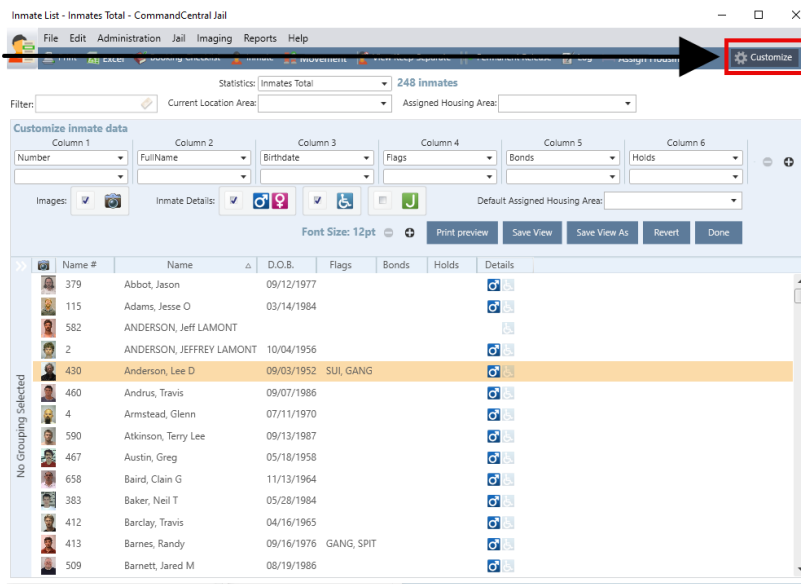 Inmate List - Inmates Total - CommandCentral Jail
File Edit Administration Jail Imaging Reports Help
Print Excel Booking Checklist Inmate Movement View Keep Separate Permanent Release Log Assign Housing Customize
Statistics: Inmates Total 248 inmates
Filter: Current Location Area: Assigned Housing Area:
Customize inmate data
Column 1 Column 2 Column 3 Column 4 Column 5 Column 6
Number FullName Birthdate Flags Bonds Holds
Images: Inmate Details: J Default Assigned Housing Area:
Font Size: 12pt Print preview Save View Save View As Revert Done
Name # Name D.O.B. Flags Bonds Holds Details
379 Abbot, Jason 09/12/1977
115 Adams, Jesse O 03/14/1984
582 ANDERSON, Jeff LAMONT
2 ANDERSON, JEFFREY LAMONT 10/04/1956
430 Anderson, Lee D 09/03/1952 SUI, GANG
460 Andrus, Travis 09/07/1986
4 Armstead, Glenn 07/11/1970
590 Atkinson, Terry Lee 09/13/1987
467 Austin, Greg 05/18/1958
658 Baird, Clain G 11/13/1964
383 Baker, Neil T 05/28/1984
412 Barclay, Travis 04/16/1965
413 Barnes, Randy 09/16/1976 GANG, SPIT
509 Barnett, Jared M 08/19/1986
No Grouping Selected